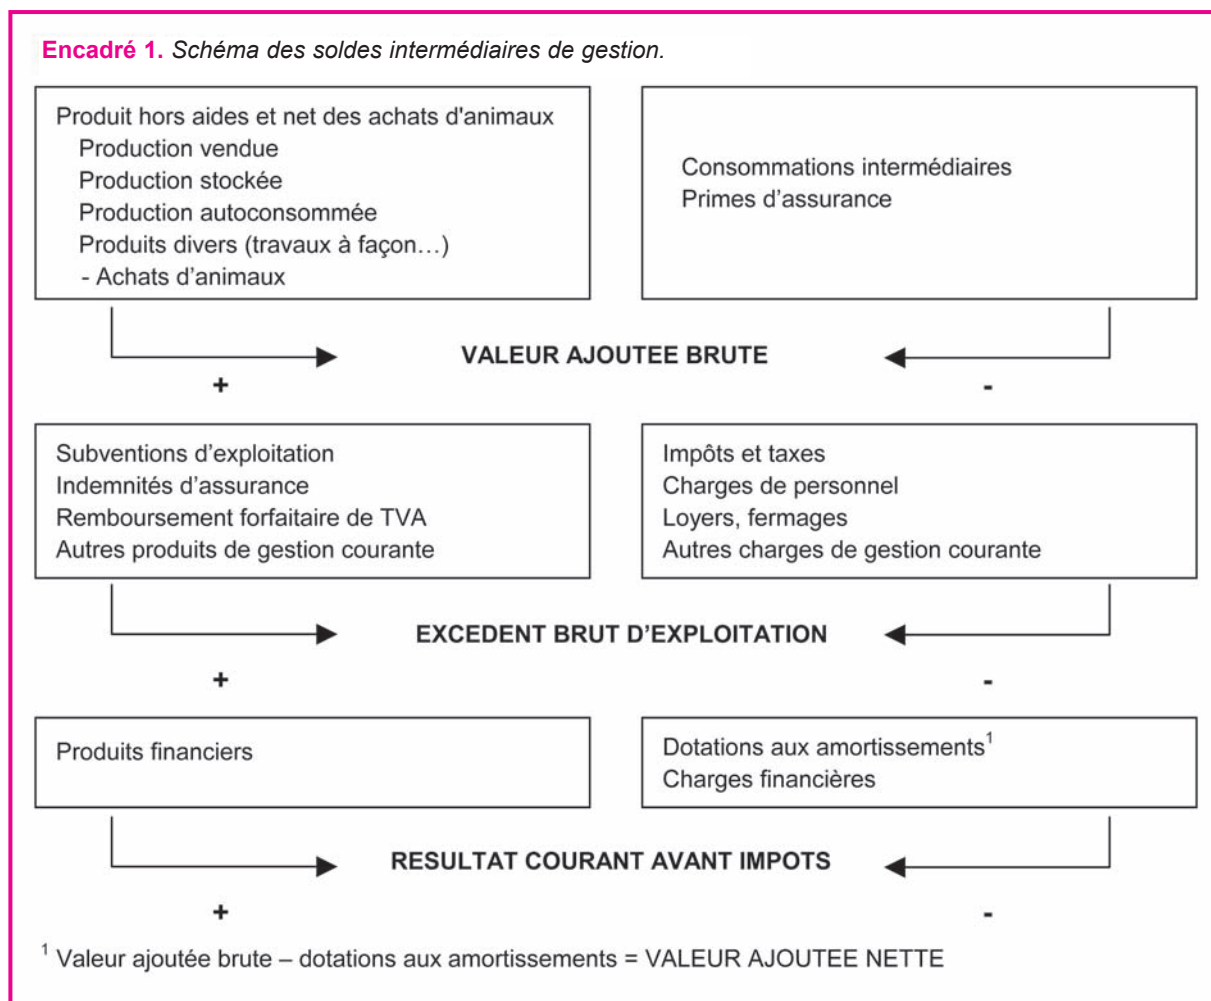 Encadré 1. Schéma des soldes intermédiaires de gestion.
Produit hors aides et net des achats d'animaux
Production vendue
Production stockée
Production autoconsommée
Produits divers (travaux à façon…)
- Achats d’animaux
Consommations intermédiaires
Primes d’assurance
VALEUR AJOUTEE BRUTE
+
-
Subventions d’exploitation
Indemnités d’assurance
Remboursement forfaitaire de TVA
Autres produits de gestion courante
Impôts et taxes
Charges de personnel
Loyers, fermages
Autres charges de gestion courante
EXCEDENT BRUT D’EXPLOITATION
+
-
Produits financiers
Dotations aux amortissements¹
Charges financières
RESULTAT COURANT AVANT IMPOTS
+
-
¹ Valeur ajoutée brute – dotations aux amortissements = VALEUR AJOUTEE NETTE